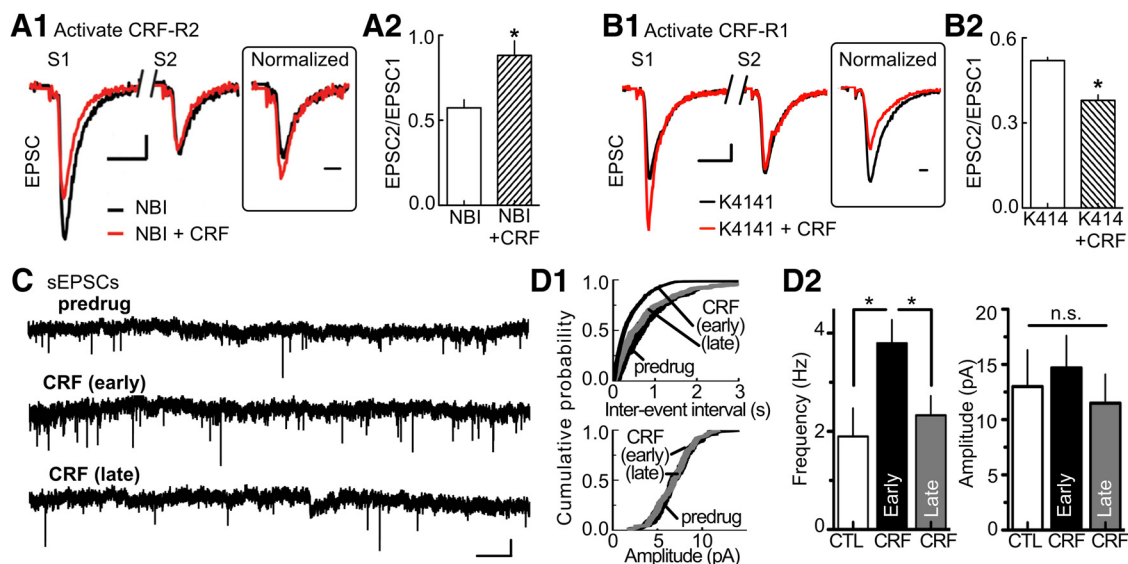 A1 Activate CRF-R2
S1 S2 Normalized
EPSC
NBI
NBI + CRF
A2
EPSC2/EPSC1
1.0
0.5
0.0
NBI NBI
+CRF
B1 Activate CRF-R1
S1 S2 Normalized
EPSC
K4141
K4141 + CRF
B2
EPSC2/EPSC1
0.6
0.3
0.0
K414 K414
+CRF
*
*
C
sEPSCs
predrug
CRF (early)
CRF (late)
D1
Cumulative probability
1.0
0.5
0.0
CRF
(early)
(late)
predrug
0 1 2 3
Inter-event interval (s)
1.0
0.5
0.0
CRF
(early)
(late)
predrug
0 5 10
Amplitude (pA)
D2
Frequency (Hz)
4
2
0
* *
Early
Late
CTL CRF CRF
Amplitude (pA)
20
15
10
5
0
n.s.
Early
Late
CTL CRF CRF